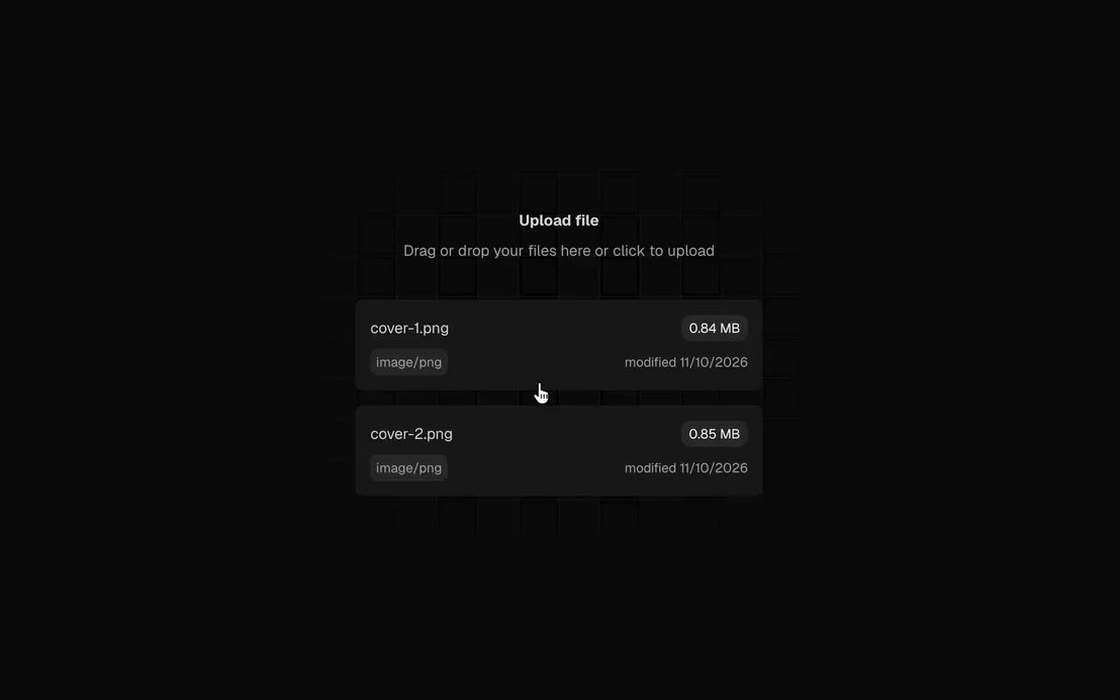 Upload file
Drag or drop your files here or click to upload
cover-1.png
0.84 MB
image/png
modified 11/10/2026
cover-2.png
0.85 MB
image/png
modified 11/10/2026